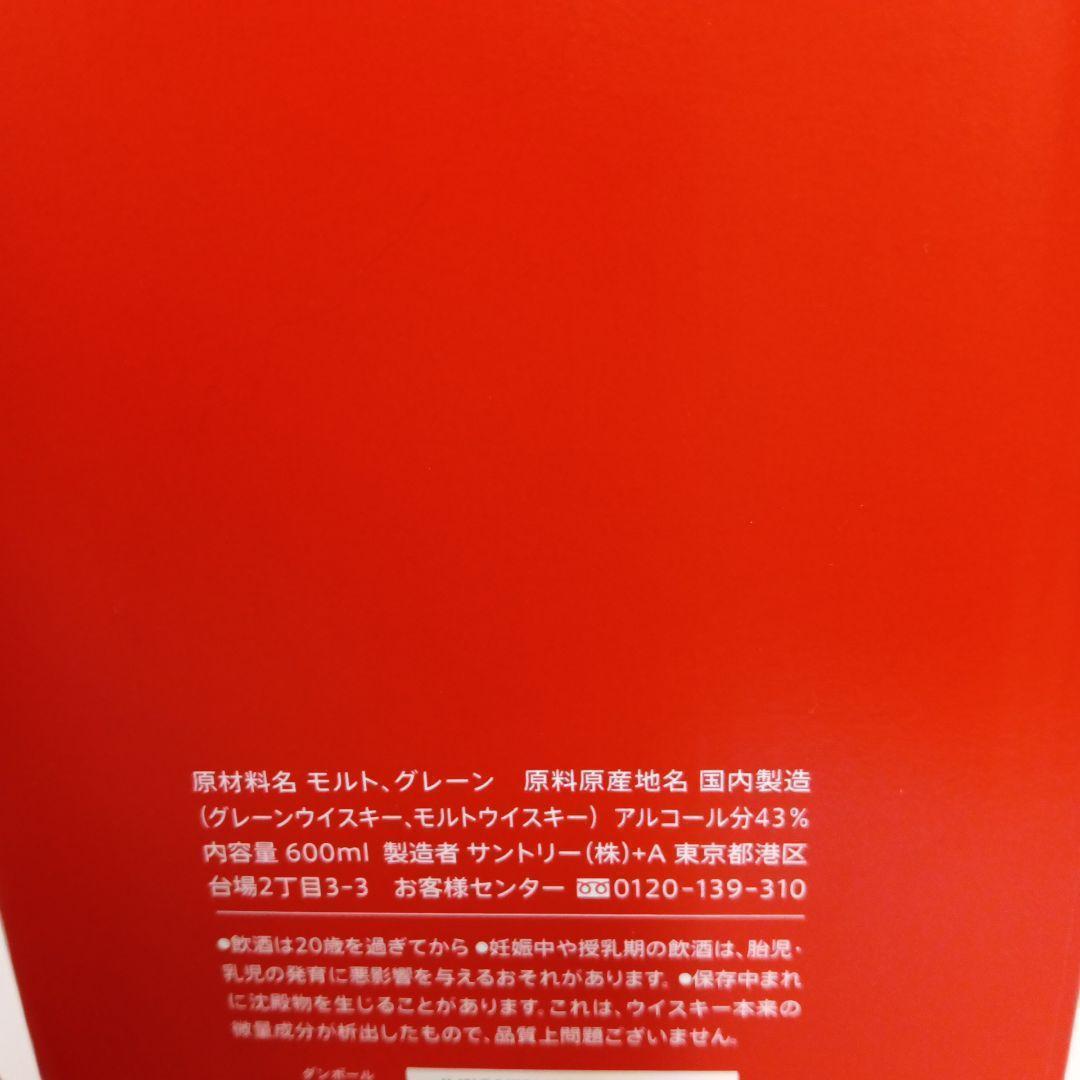 原材料名 モルト、グレーン 原料原産地名 国内製造
(グレーンウイスキー、モルトウイスキー) アルコール分43%
内容量 600ml 製造者 サントリー(株)+A 東京都港区
台場2丁目3-3 お客様センター 0120-139-310
●飲酒は20歳を過ぎてから ●妊娠中や授乳期の飲酒は、胎児・
乳児の発育に悪影響を与えるおそれがあります。 ●保存中まれ
に沈殿物を生じることがあります。これは、ウイスキー本来の
微量成分が析出したもので、品質上問題ございません。
ダンボール